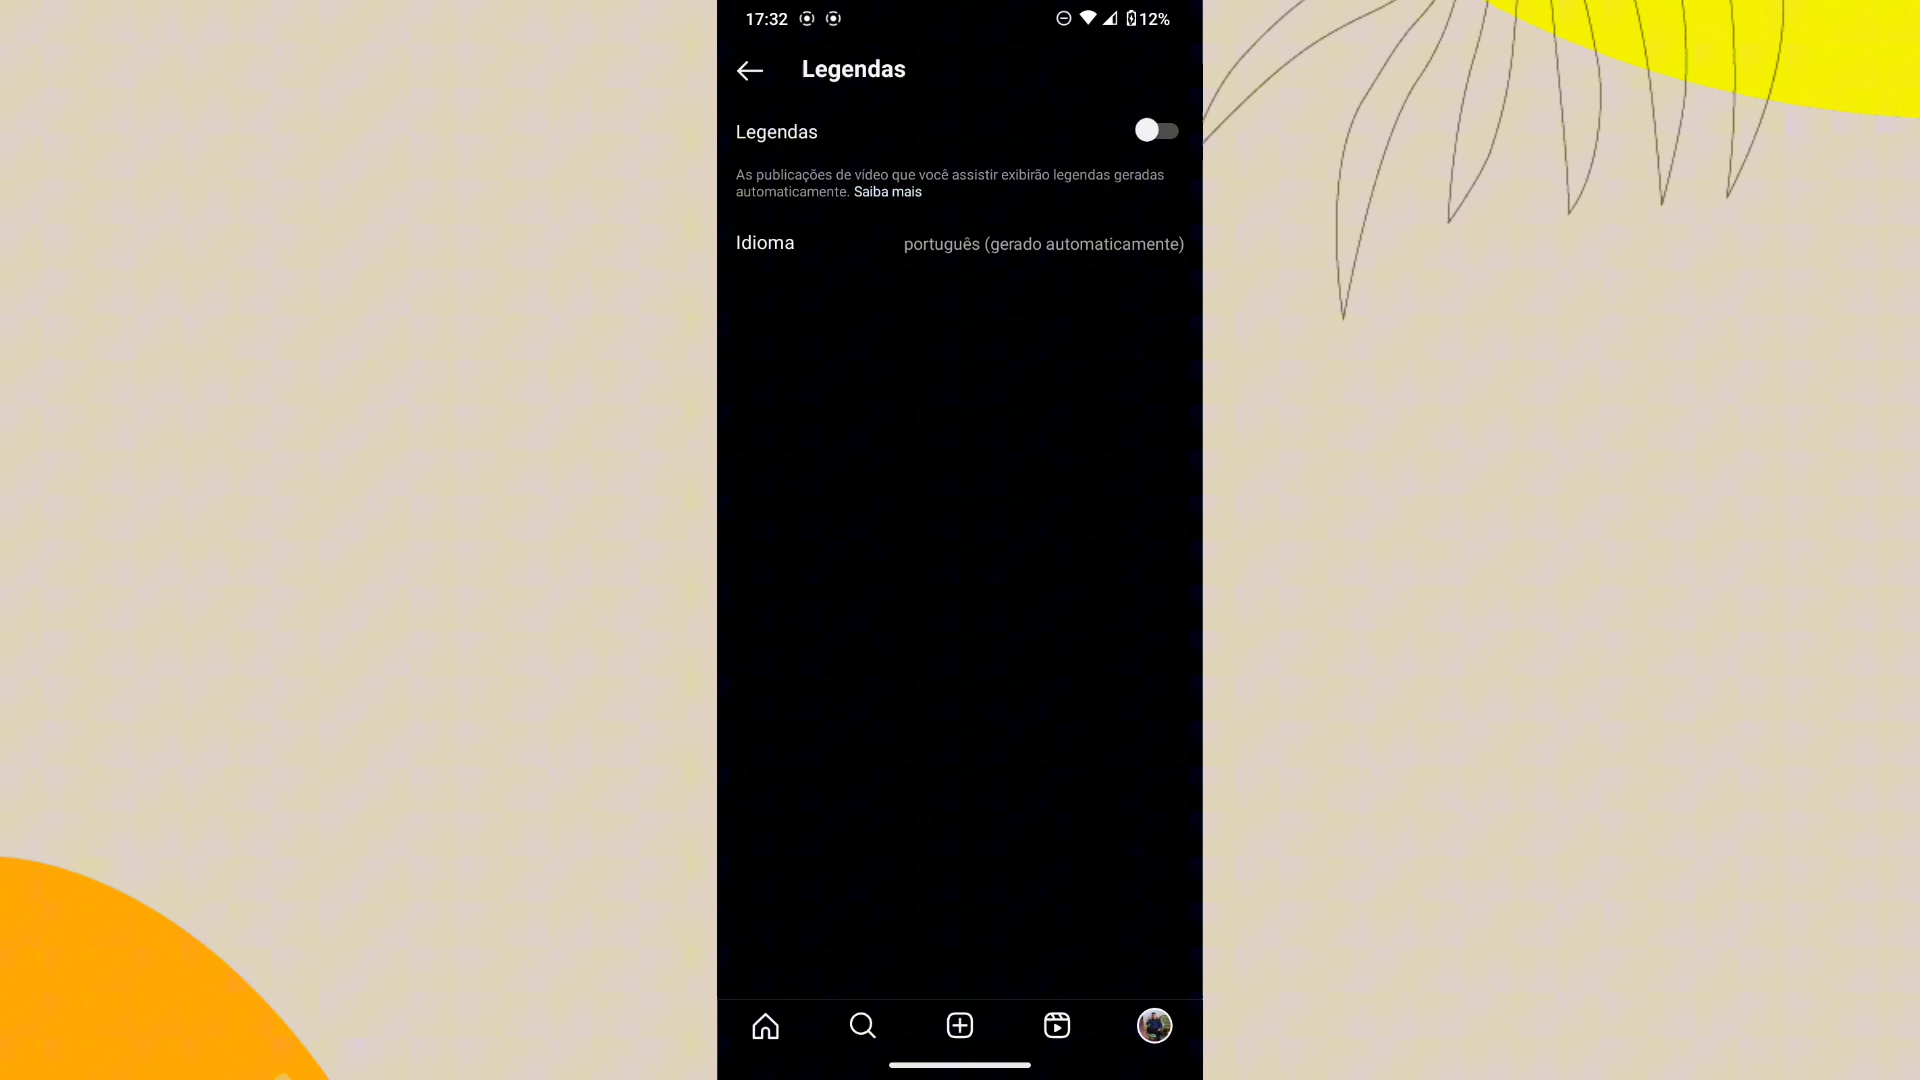 17:32 12%
Legendas
Legendas
As publicações de vídeo que você assistir exibirão legendas geradas
automaticamente. Saiba mais
Idioma português (gerado automaticamente)